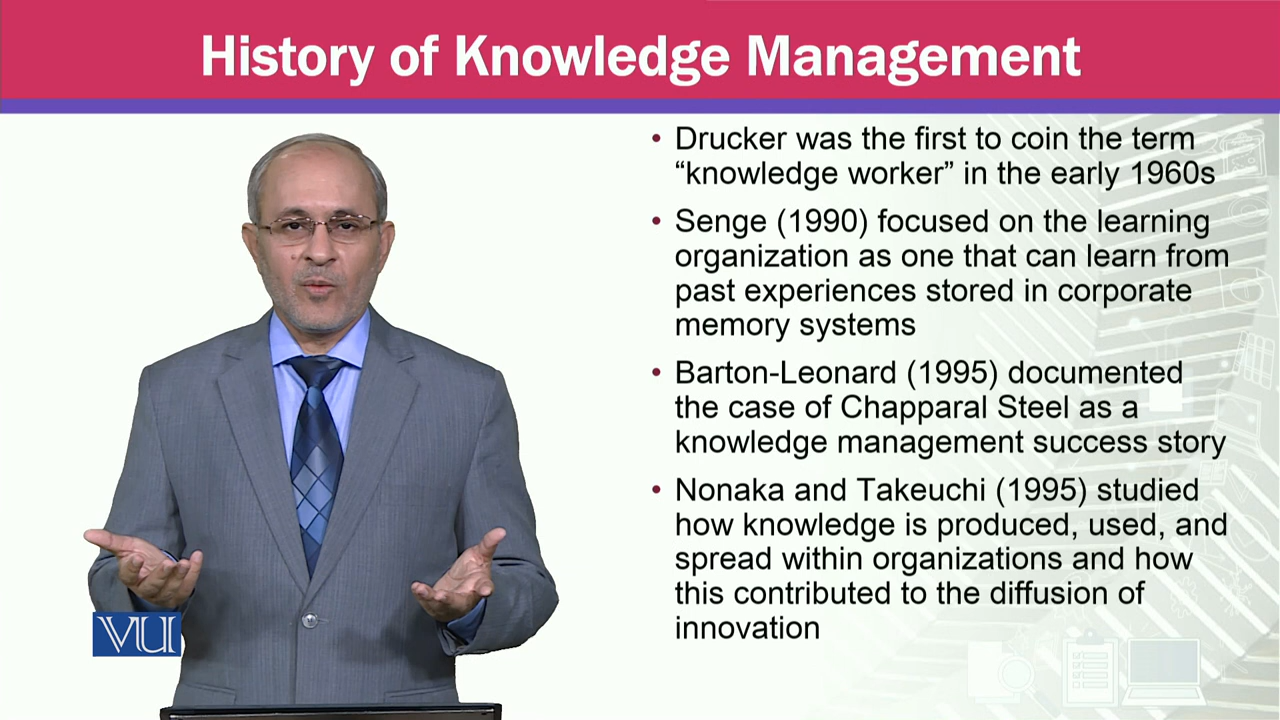 History of Knowledge Management
• Drucker was the first to coin the term
“knowledge worker” in the early 1960s
• Senge (1990) focused on the learning
organization as one that can learn from
past experiences stored in corporate
memory systems
• Barton-Leonard (1995) documented
the case of Chapparal Steel as a
knowledge management success story
• Nonaka and Takeuchi (1995) studied
how knowledge is produced, used, and
spread within organizations and how
this contributed to the diffusion of
innovation
VU